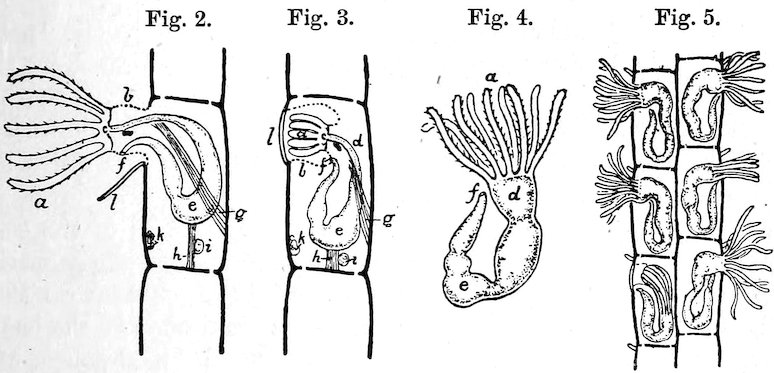 Fig. 2. Fig. 3. Fig. 4. Fig. 5.
a b f l e g h i k
a b l d f e g h i k
a f d e